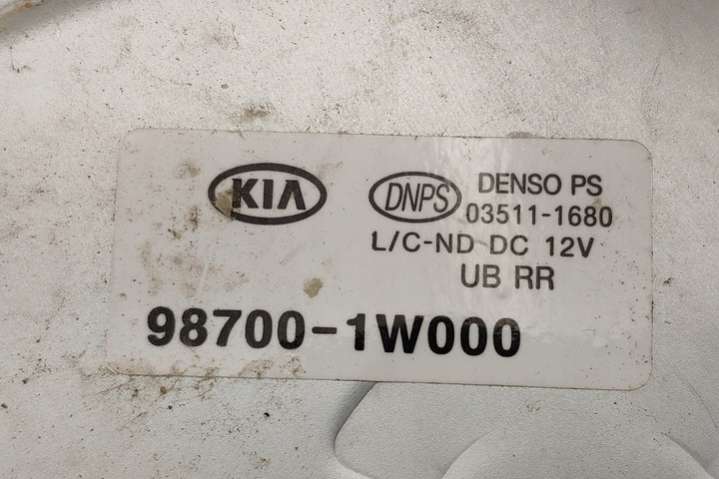 KIA DNPS DENSO PS
03511-1680
L/C-ND DC 12V
UB RR
98700-1W000